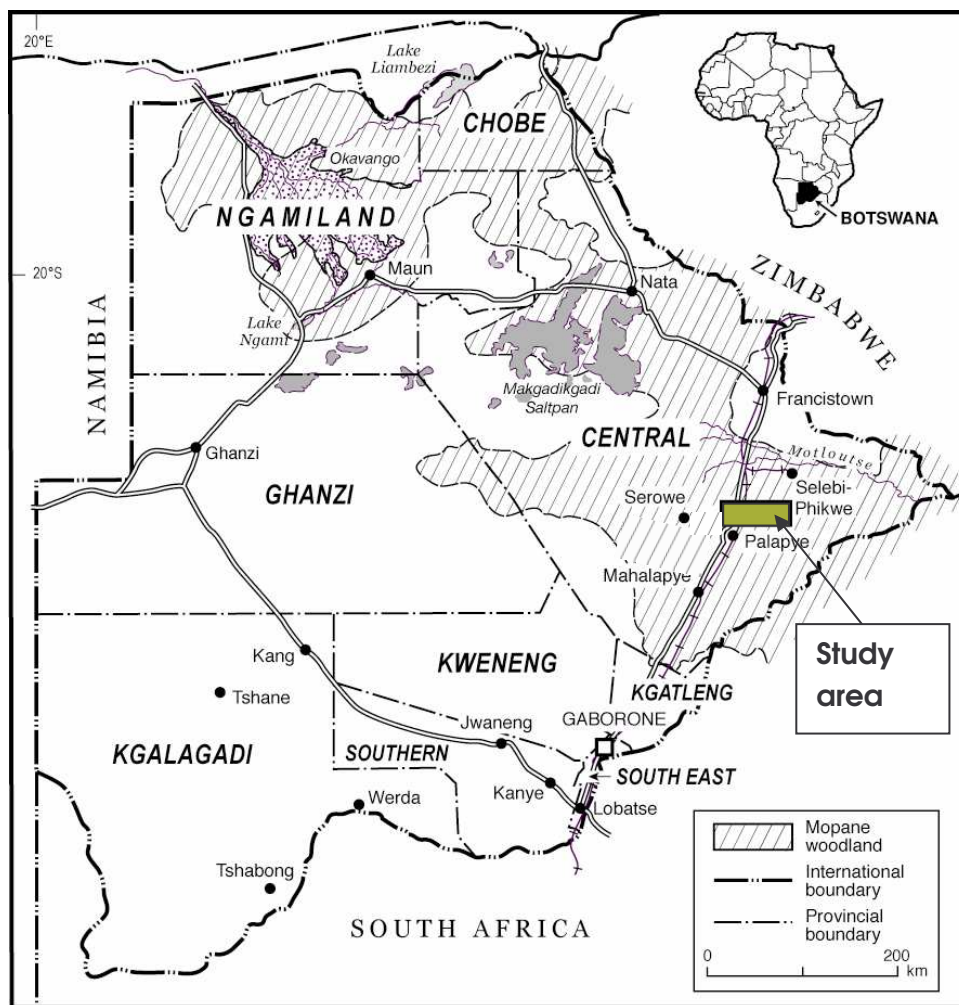 20°E
Lake
Liambezi
CHOBE
Okavango
NGAMILAND
BOTSWANA
20°S
Maun
Nata
ZIMBABWE
Lake
Ngami
NAMIBIA
Makgadikgadi
Saltpan
Francistown
Ghanzi
CENTRAL
Motloutse
GHANZI
Serowe
Selebi-
Phikwe
Palapye
Mahalapye
Study
area
Kang
KWENENG
KGATLENG
Tshane
GABORONE
Jwaneng
KGALAGADI
SOUTHERN
SOUTH EAST
Kanye
Werda
Lobatse
Tshabong
SOUTH AFRICA
Mopane
woodland
International
boundary
Provincial
boundary
0 200
km